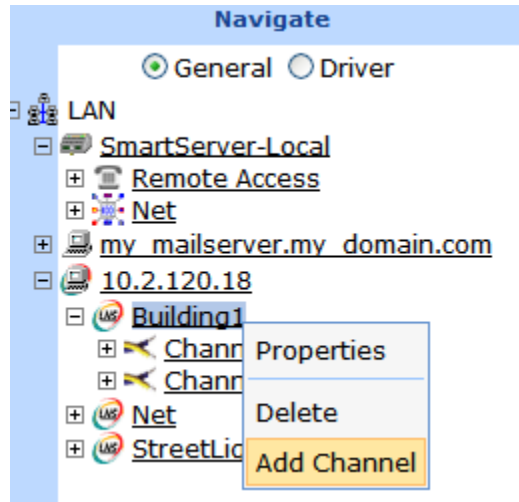 Navigate
General Driver
LAN
SmartServer-Local
Remote Access
Net
my_mailserver.my_domain.com
10.2.120.18
Building1
Properties
Delete
Add Channel
Net